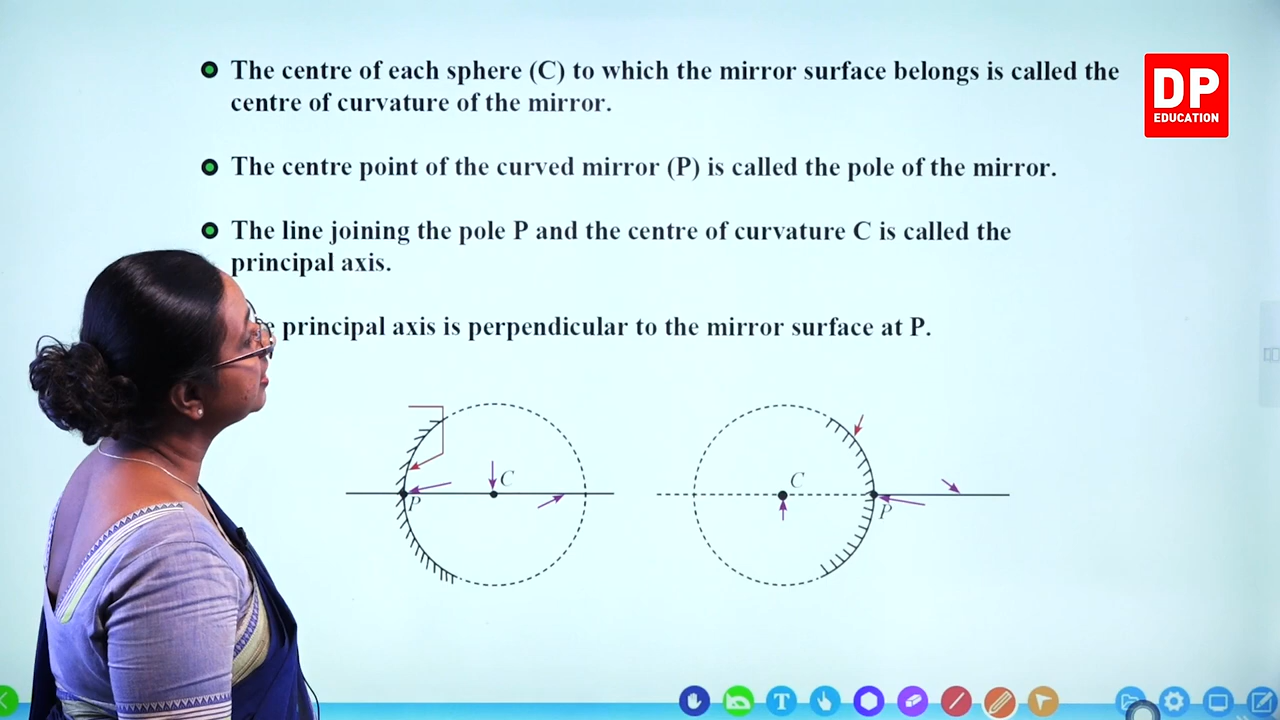 The centre of each sphere (C) to which the mirror surface belongs is called the
centre of curvature of the mirror.
The centre point of the curved mirror (P) is called the pole of the mirror.
The line joining the pole P and the centre of curvature C is called the
principal axis.
principal axis is perpendicular to the mirror surface at P.
DP
EDUCATION
C
P
C
P
T